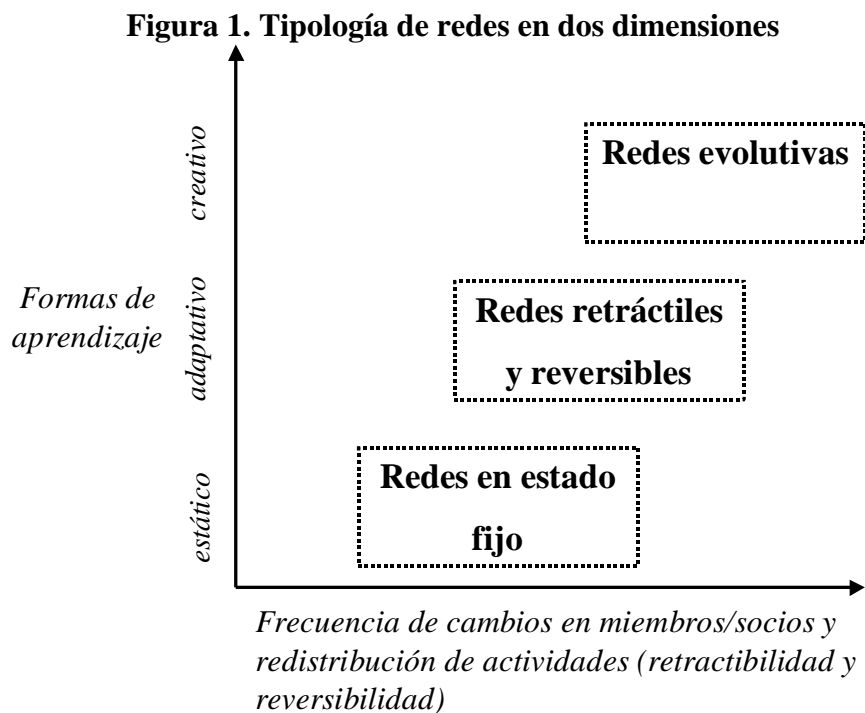 Figura 1. Tipología de redes en dos dimensiones
creativo
Redes evolutivas
Formas de
aprendizaje
adaptativo
Redes retráctiles
y reversibles
estático
Redes en estado
fijo
Frecuencia de cambios en miembros/socios y
redistribución de actividades (retractibilidad y
reversibilidad)